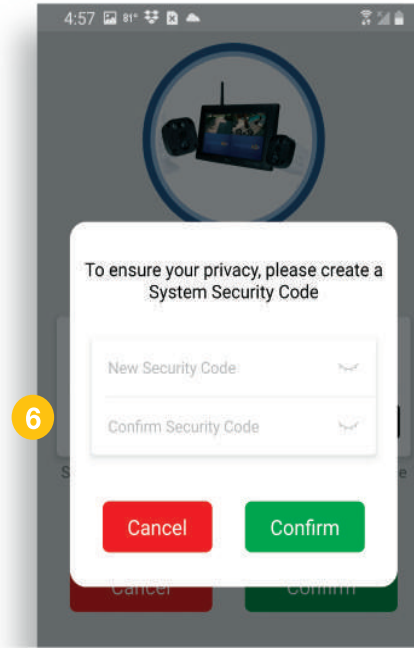 4:57 81°
To ensure your privacy, please create a
System Security Code
New Security Code
6
Confirm Security Code
S e
Cancel Confirm
Cancel Confirm